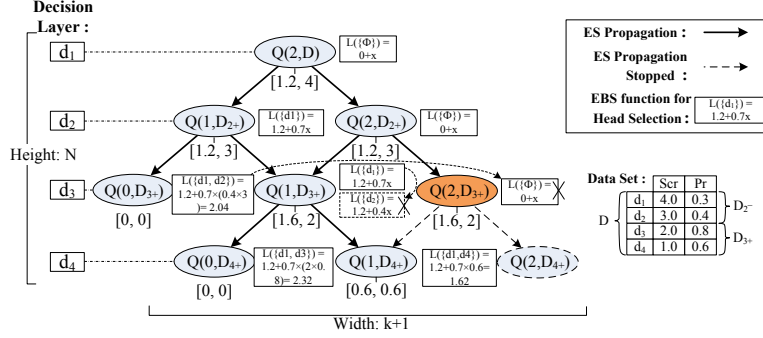 Decision
Layer :
d1
Q(2,D)
L({Φ}) =
0+x
[1.2, 4]
d2
Q(1,D2+)
L({d1}) =
1.2+0.7x
Q(2,D2+)
L({Φ}) =
0+x
[1.2, 3]
[1.2, 3]
Height: N
d3
Q(0,D3+)
L({d1, d2}) =
1.2+0.7×(0.4×3
)= 2.04
Q(1,D3+)
L({d1}) =
1.2+0.7x
L({d2}) =
1.2+0.4x
Q(2,D3+)
L({Φ}) =
0+x
[0, 0]
[1.6, 2]
[1.6, 2]
d4
Q(0,D4+)
L({d1, d3}) =
1.2+0.7×(2×0.
8)= 2.32
Q(1,D4+)
L({d1,d4}) =
1.2+0.7×0.6=
1.62
Q(2,D4+)
[0, 0]
[0.6, 0.6]
Width: k+1
ES Propagation :
ES Propagation
Stopped :
EBS function for
Head Selection :
L({d1}) =
1.2+0.7x
Data Set :
Scr Pr
d1 4.0 0.3
d2 3.0 0.4
d3 2.0 0.8
d4 1.0 0.6
D
D2−
D3+